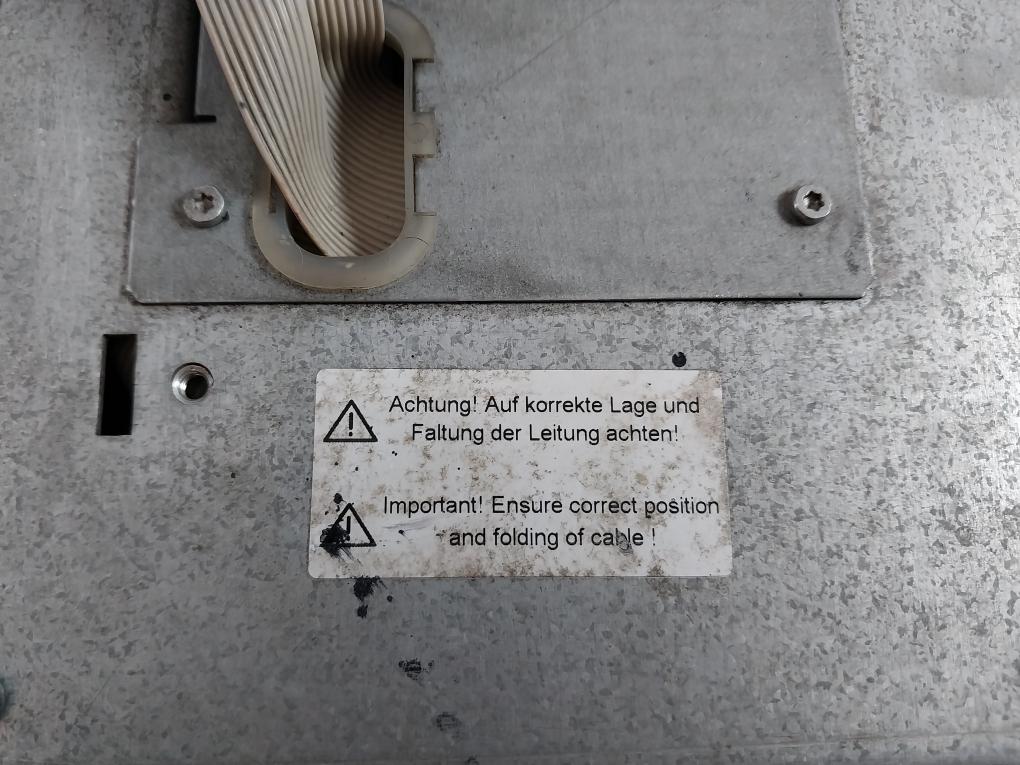 Achtung! Auf korrekte Lage und
Faltung der Leitung achten!
Important! Ensure correct position
and folding of cable !